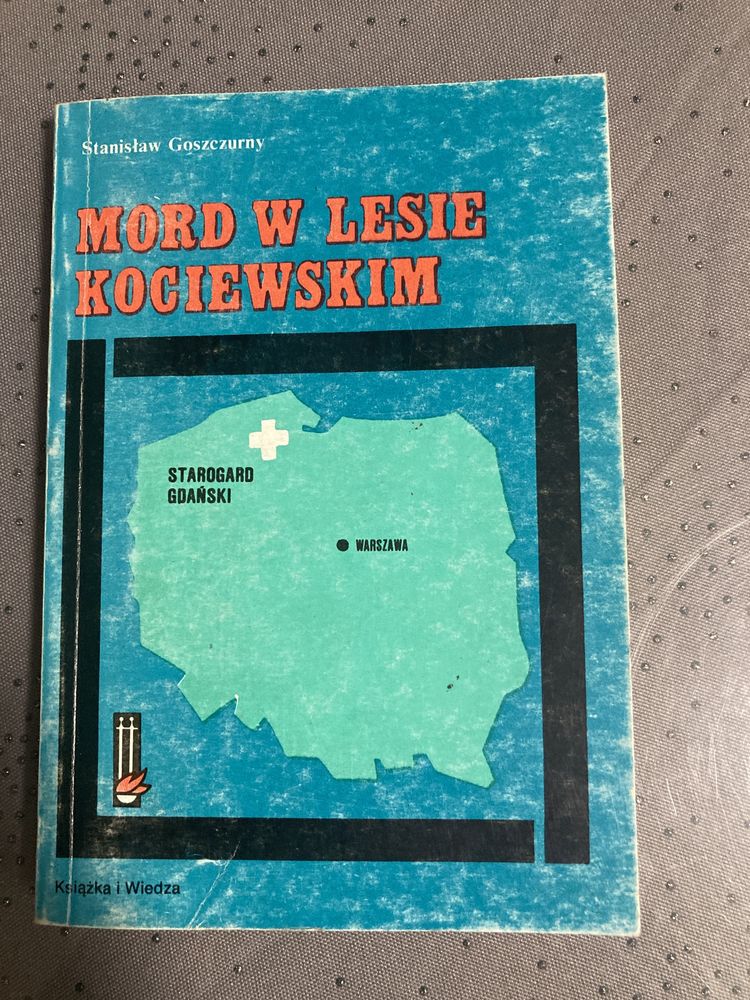 Stanisław Goszczurny
MORD W LESIE
KOCIEWSKIM
STAROGARD
GDAŃSKI
WARSZAWA
Książka i Wiedza